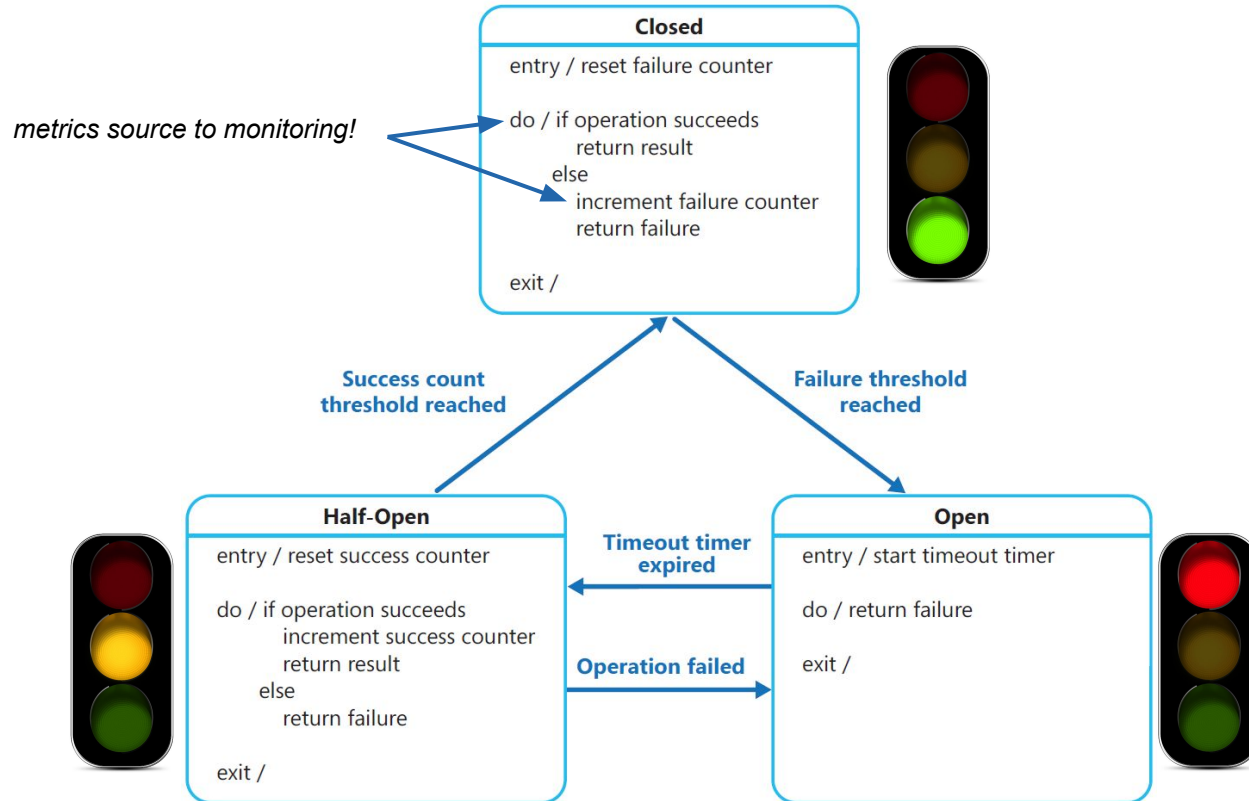 Closed
entry / reset failure counter
metrics source to monitoring!
do / if operation succeeds
return result
else
increment failure counter
return failure
exit /
Success count
threshold reached
Failure threshold
reached
Half-Open
entry / reset success counter
do / if operation succeeds
increment success counter
return result
else
return failure
exit /
Timeout timer
expired
Operation failed
Open
entry / start timeout timer
do / return failure
exit /